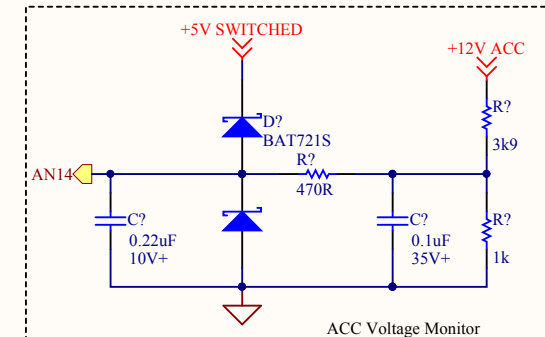 +5V SWITCHED
+12V ACC
D?
BAT721S
R?
3k9
R?
470R
AN14
C?
0.22uF
10V+
C?
0.1uF
35V+
R?
1k
ACC Voltage Monitor